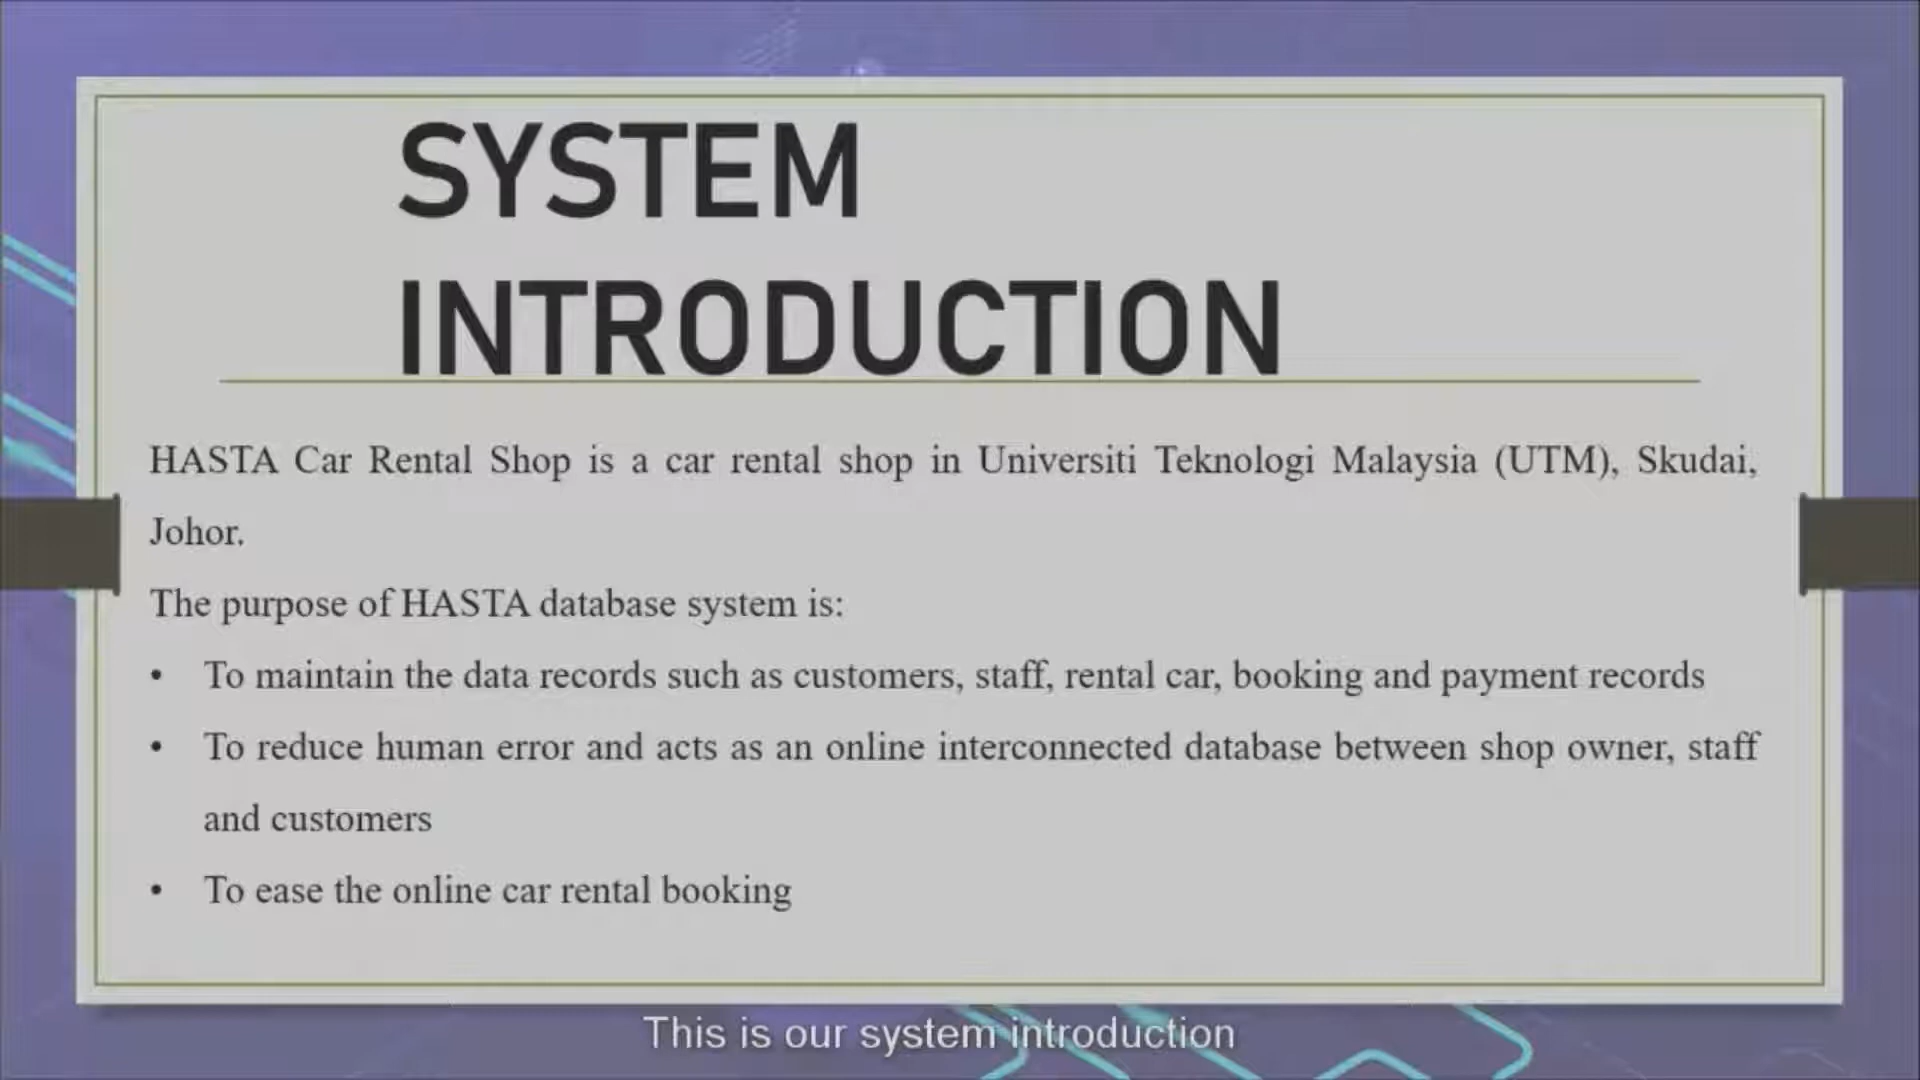 SYSTEM
INTRODUCTION
HASTA Car Rental Shop is a car rental shop in Universiti Teknologi Malaysia (UTM), Skudai,
Johor.
The purpose of HASTA database system is:
• To maintain the data records such as customers, staff, rental car, booking and payment records
• To reduce human error and acts as an online interconnected database between shop owner, staff
and customers
• To ease the online car rental booking
This is our system introduction